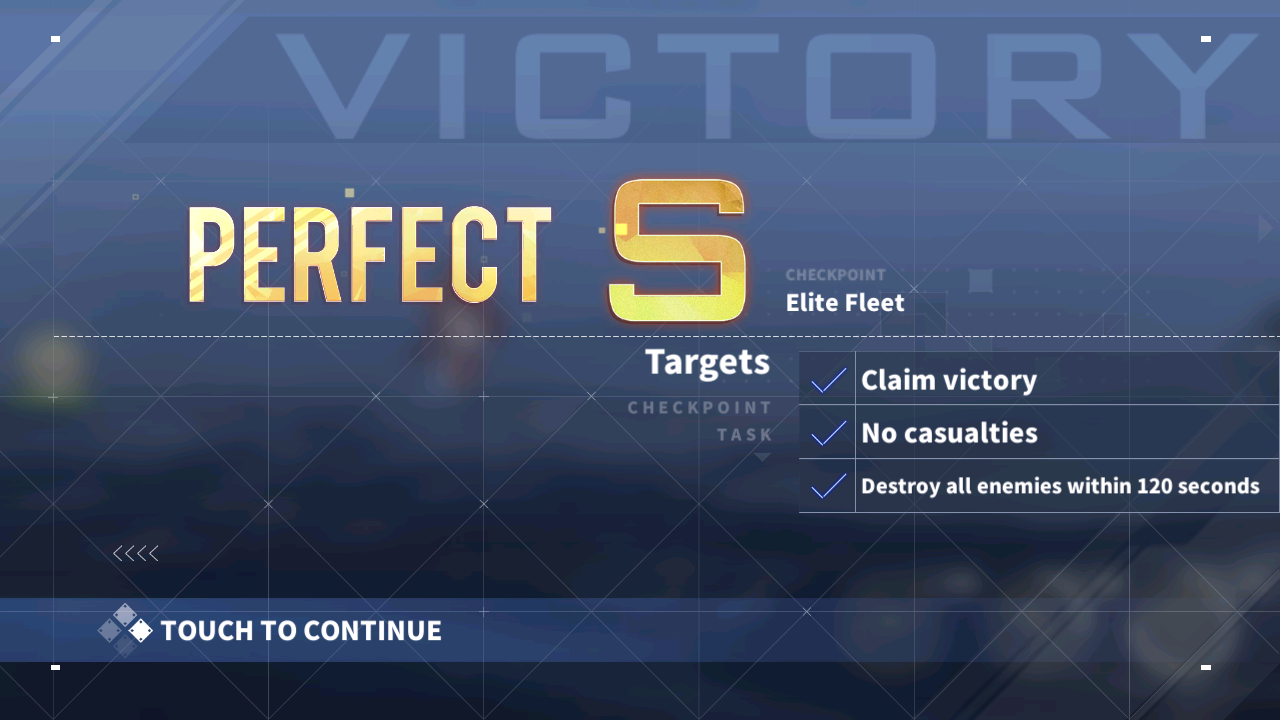 VICTORY
PERFECT S
CHECKPOINT
Elite Fleet
Targets
CHECKPOINT
TASK
Claim victory
No casualties
Destroy all enemies within 120 seconds
TOUCH TO CONTINUE